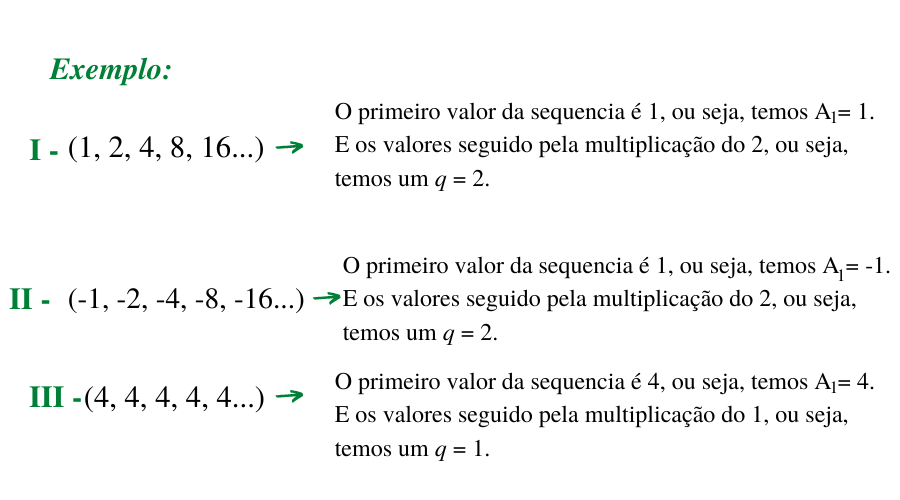 Exemplo:
I - (1, 2, 4, 8, 16...) → O primeiro valor da sequencia é 1, ou seja, temos A₁= 1.
E os valores seguido pela multiplicação do 2, ou seja,
temos um q = 2.
II - (-1, -2, -4, -8, -16...) → O primeiro valor da sequencia é 1, ou seja, temos A₁= -1.
E os valores seguido pela multiplicação do 2, ou seja,
temos um q = 2.
III -(4, 4, 4, 4, 4...) → O primeiro valor da sequencia é 4, ou seja, temos A₁= 4.
E os valores seguido pela multiplicação do 1, ou seja,
temos um q = 1.